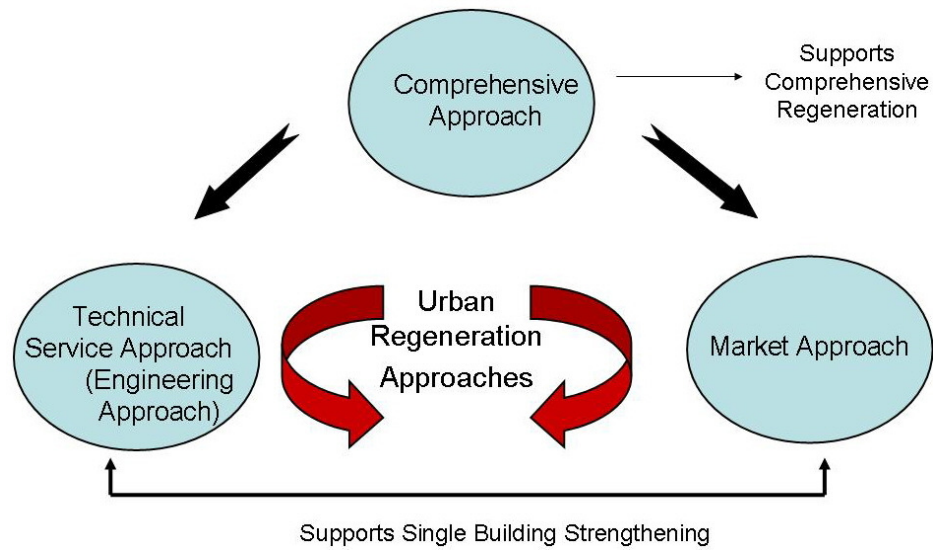 Comprehensive
Approach
Supports
Comprehensive
Regeneration
Technical
Service Approach
(Engineering
Approach)
Urban
Regeneration
Approaches
Market Approach
Supports Single Building Strengthening